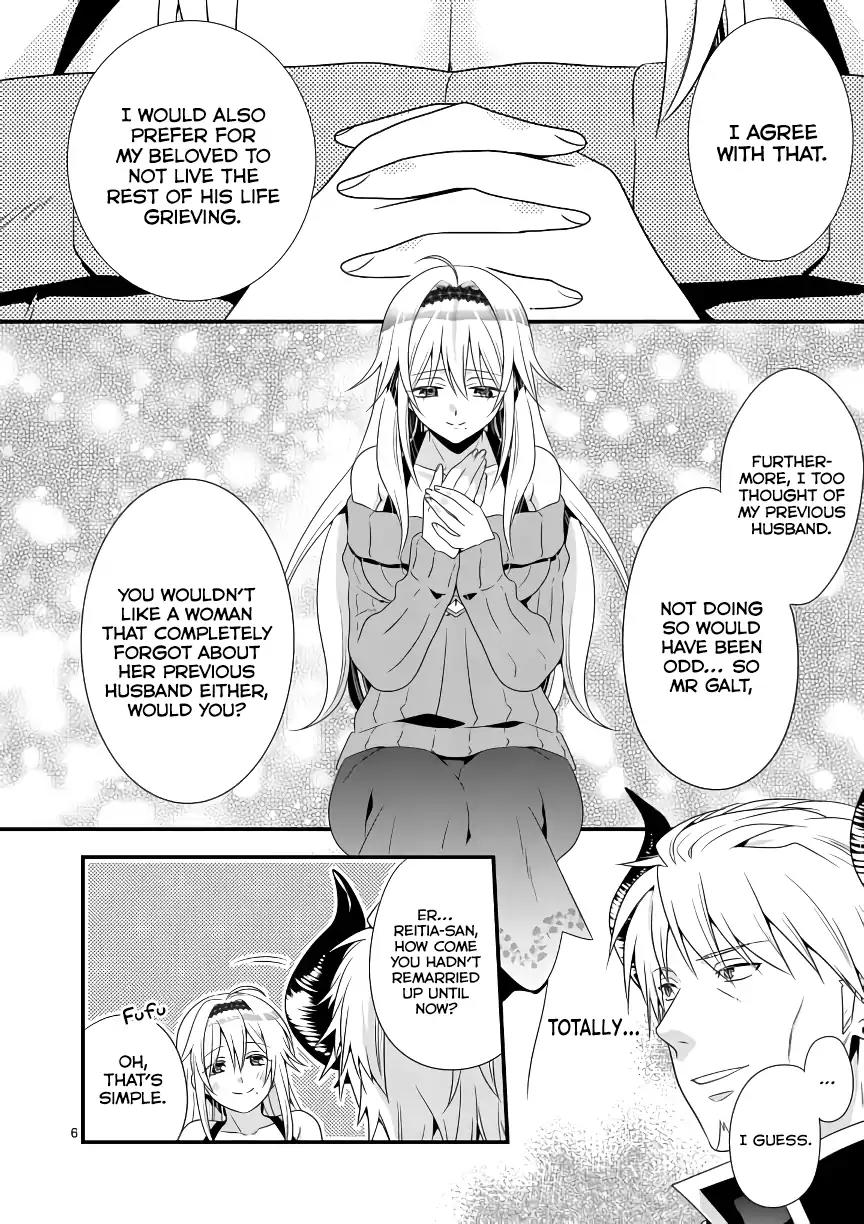 I AGREE
WITH THAT.
I WOULD ALSO
PREFER FOR
MY BELOVED TO
NOT LIVE THE
REST OF HIS LIFE
GRIEVING.
FURTHER-
MORE, I TOO
THOUGHT OF
MY PREVIOUS
HUSBAND.
NOT DOING
SO WOULD
HAVE BEEN
ODD... SO
MR GALT,
YOU WOULDN'T
LIKE A WOMAN
THAT COMPLETELY
FORGOT ABOUT
HER PREVIOUS
HUSBAND EITHER,
WOULD YOU?
...
I GUESS.
TOTALLY...
ER...
REITIA-SAN,
HOW COME
YOU HADN'T
REMARRIED
UP UNTIL
NOW?
FUFU
OH,
THAT'S
SIMPLE.
6